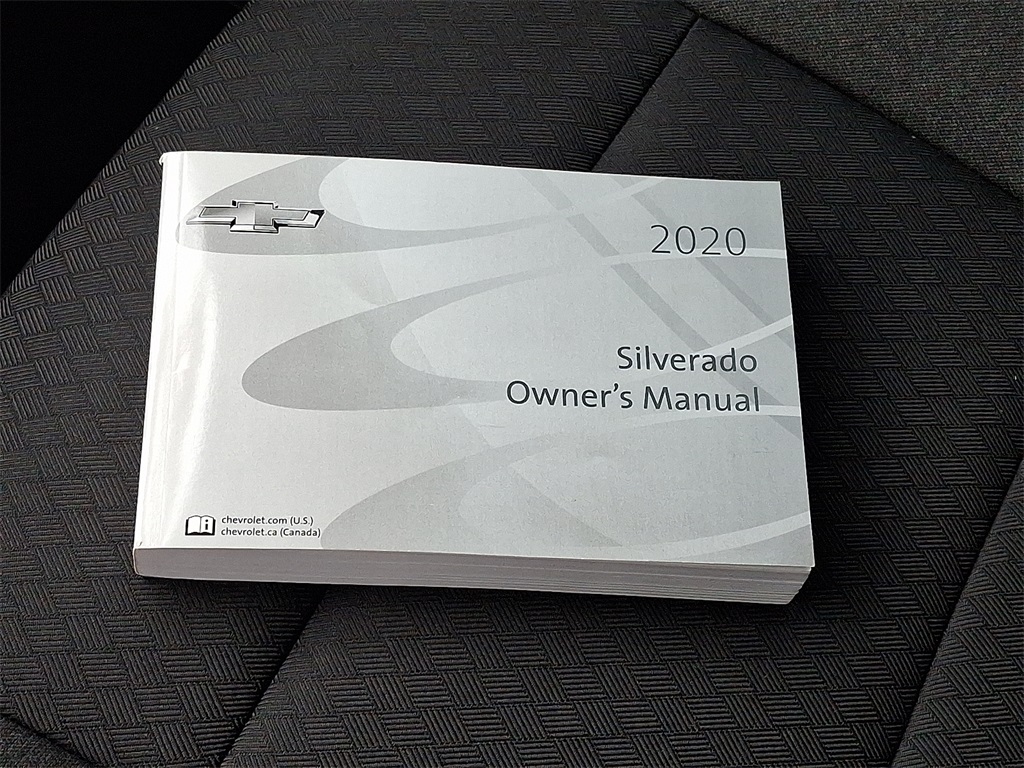 2020
Silverado
Owner's Manual
chevrolet.com (U.S.)
chevrolet.ca (Canada)